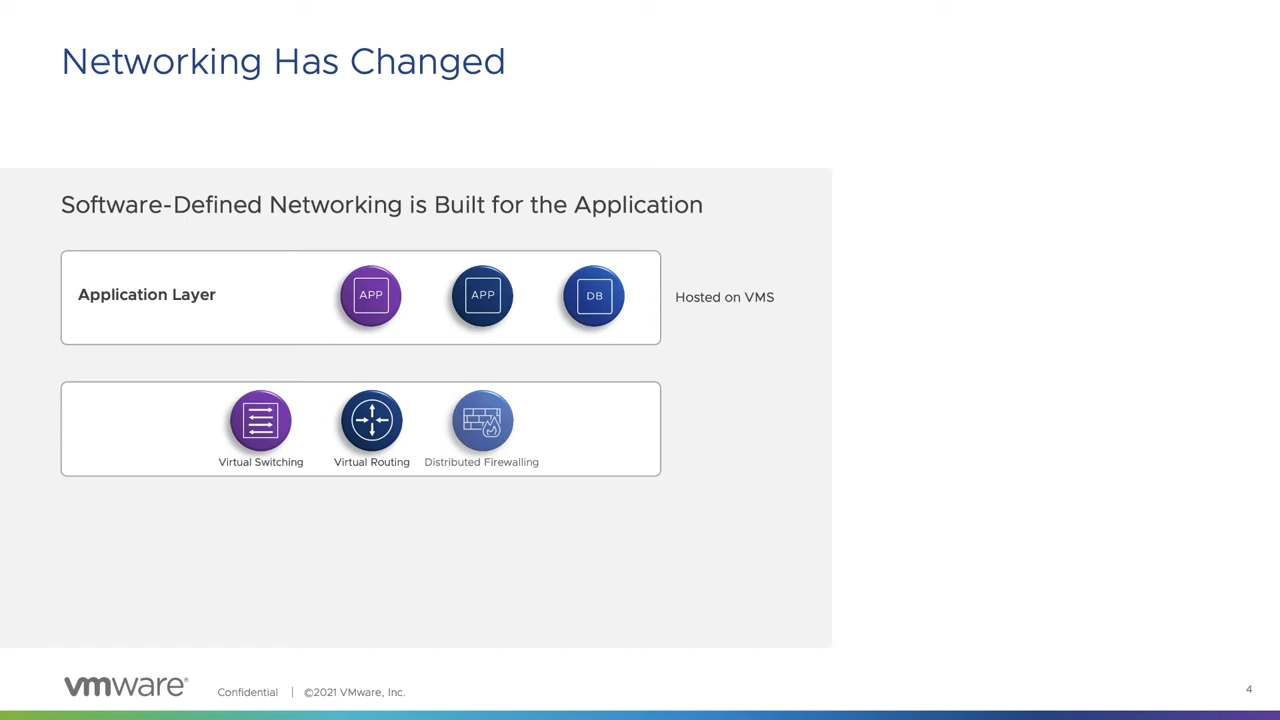 Networking Has Changed
Software-Defined Networking is Built for the Application
Application Layer
APP
APP
DB
Hosted on VMS
Virtual Switching
Virtual Routing
Distributed Firewalling
vmware®
Confidential | ©2021 VMware, Inc.
4